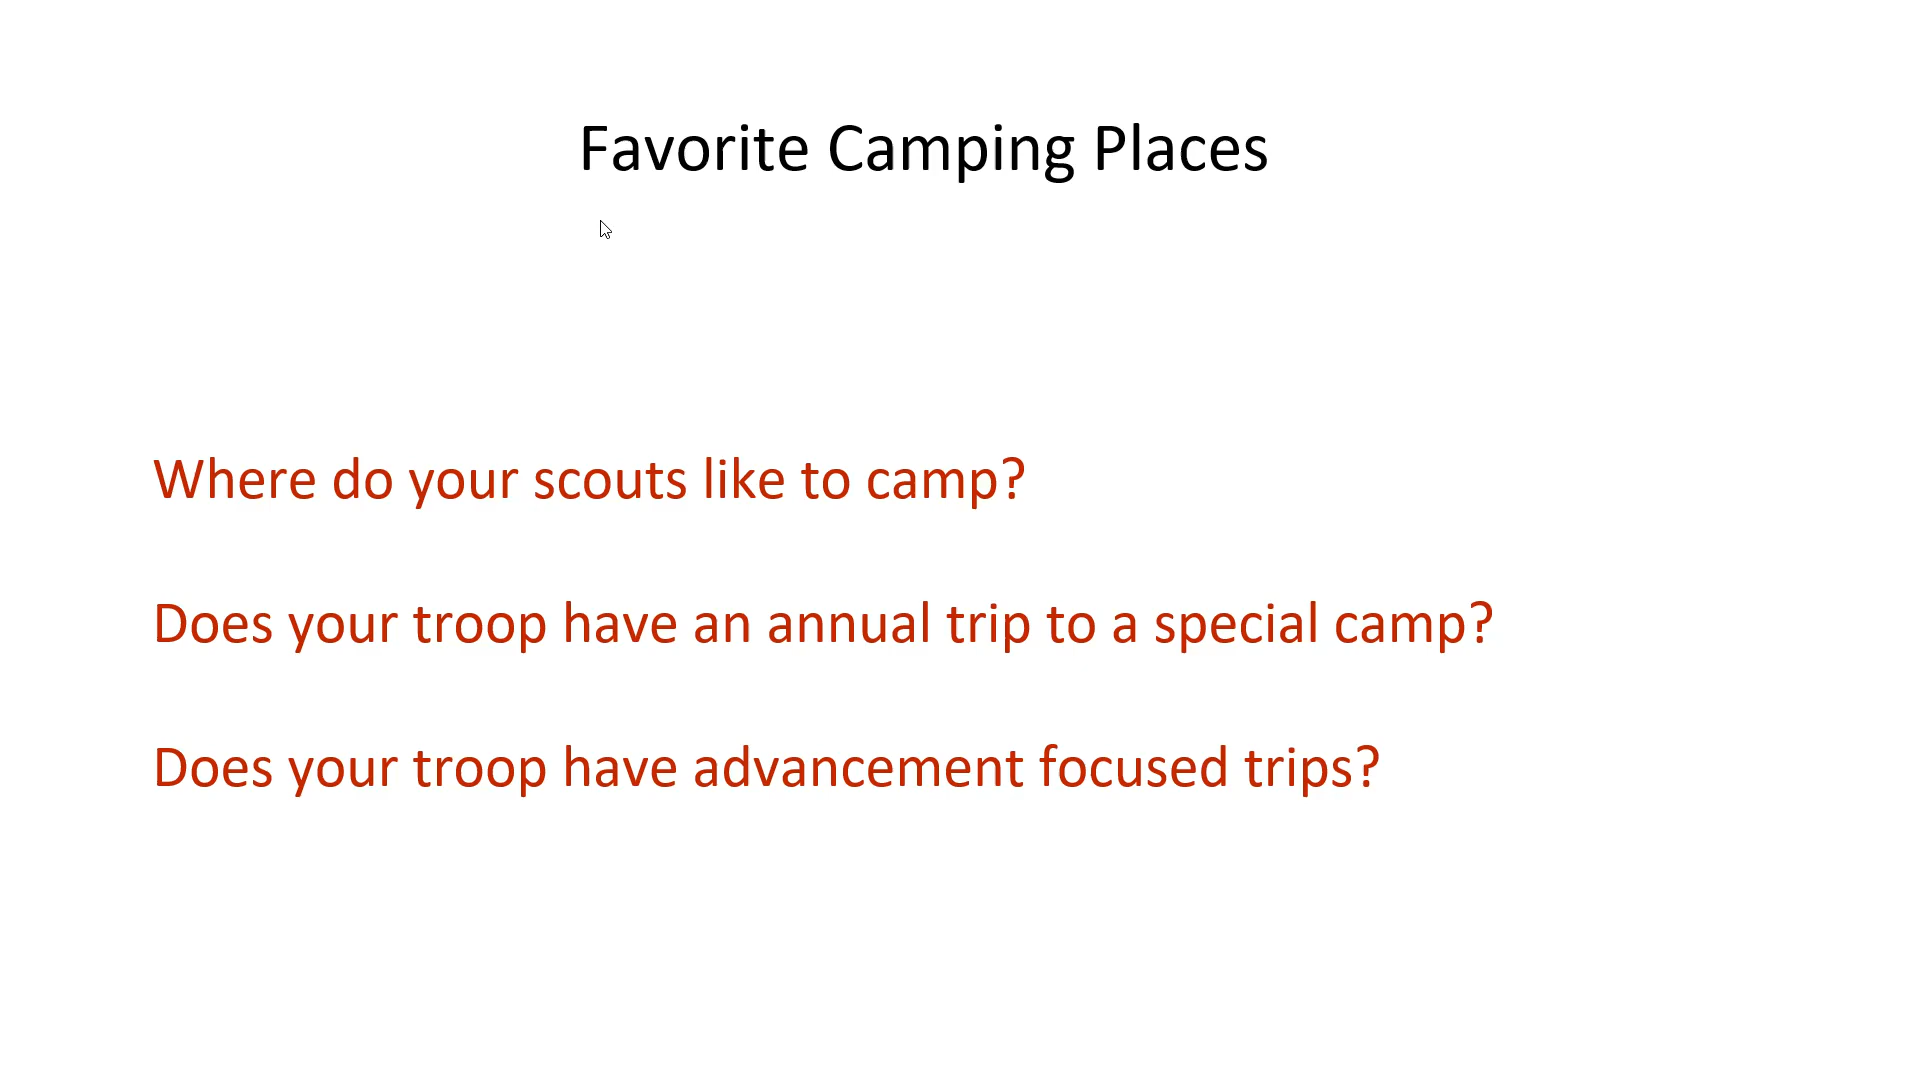 Favorite Camping Places
Where do your scouts like to camp?
Does your troop have an annual trip to a special camp?
Does your troop have advancement focused trips?